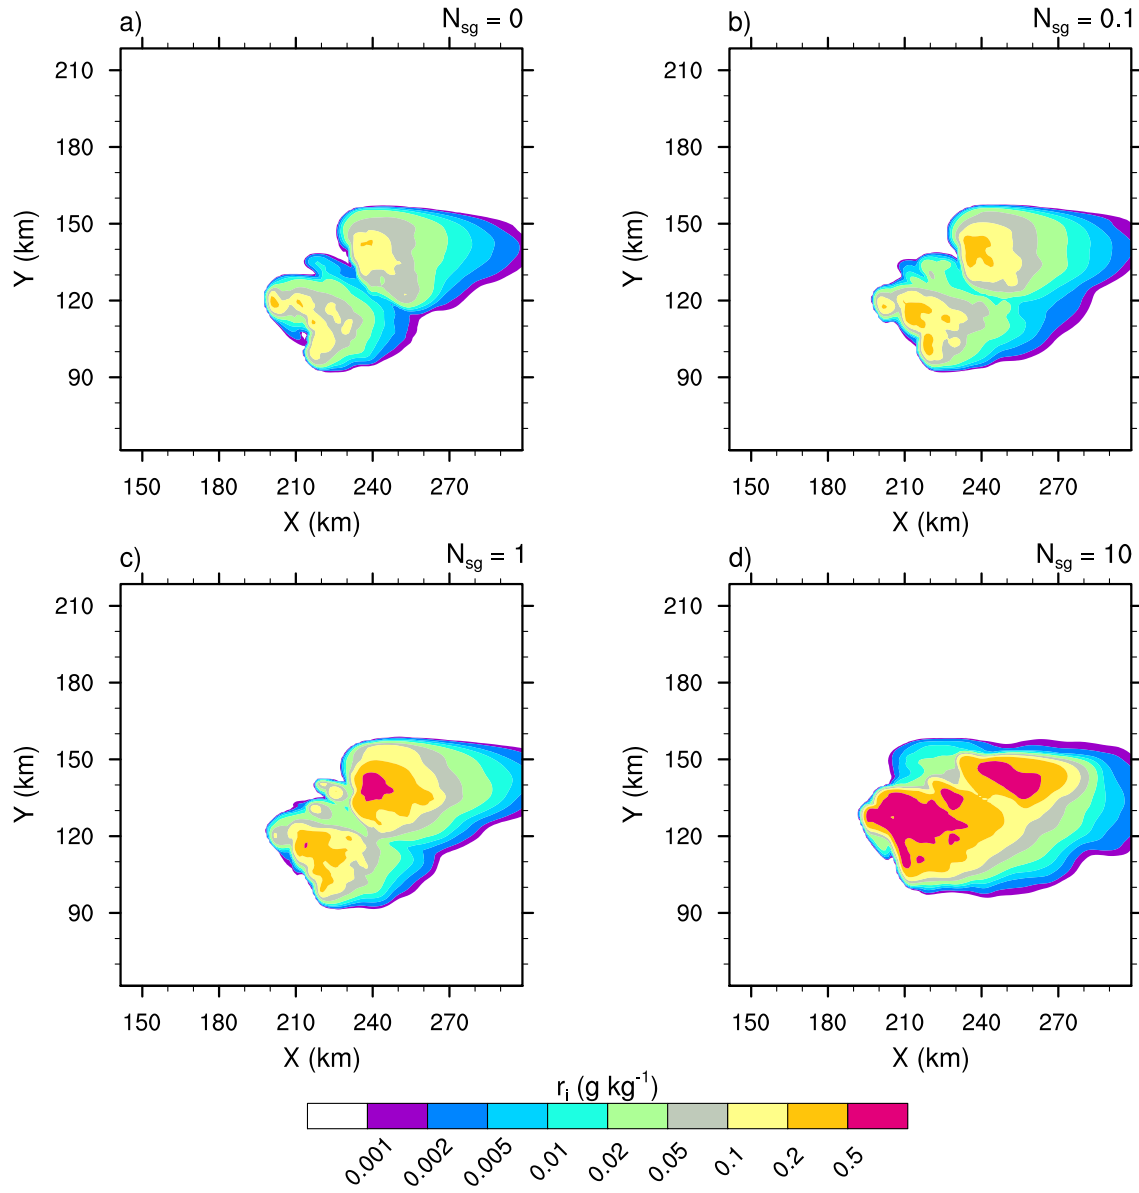 a) N_sg = 0
b) N_sg = 0.1
210
180
150
120
90
Y (km)
150 180 210 240 270
X (km)
210
180
150
120
90
Y (km)
150 180 210 240 270
X (km)
c) N_sg = 1
d) N_sg = 10
210
180
150
120
90
Y (km)
150 180 210 240 270
X (km)
210
180
150
120
90
Y (km)
150 180 210 240 270
X (km)
r_i (g kg^-1)
0.001 0.002 0.005 0.01 0.02 0.05 0.1 0.2 0.5